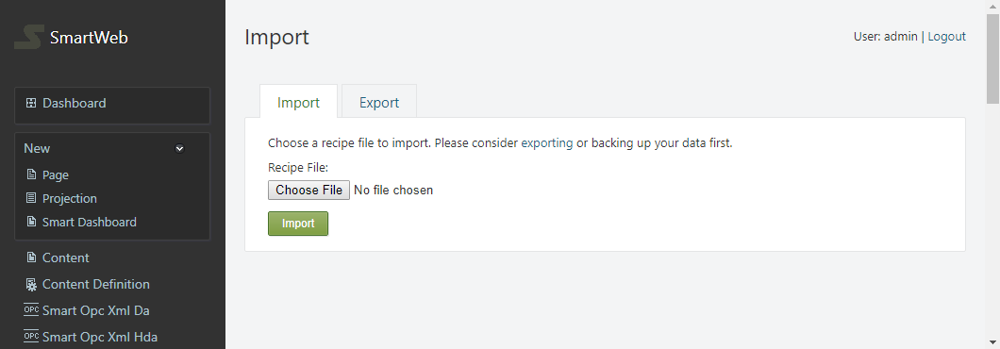 SmartWeb
Dashboard
New
Page
Projection
Smart Dashboard
Content
Content Definition
OPC Smart Opc Xml Da
OPC Smart Opc Xml Hda
Import
User: admin | Logout
Import Export
Choose a recipe file to import. Please consider exporting or backing up your data first.
Recipe File:
Choose File No file chosen
Import